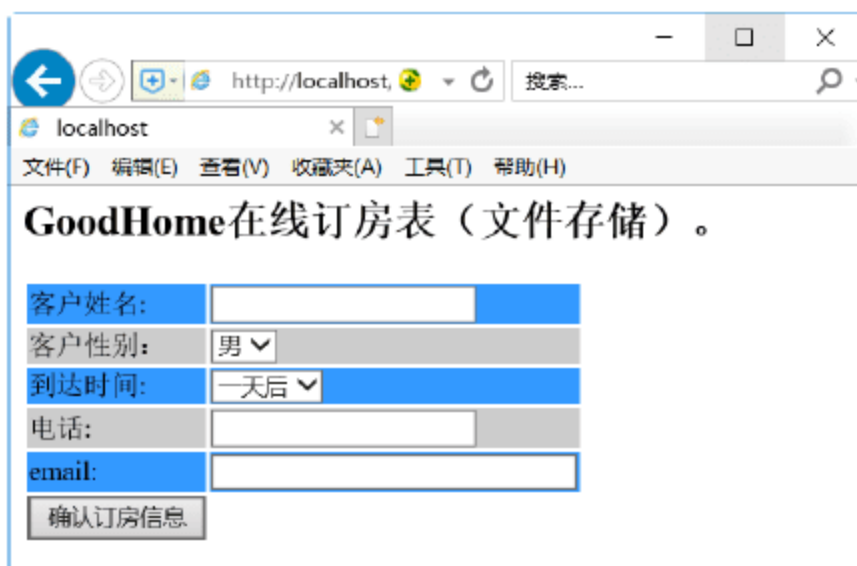 http://localhost, 搜索...
localhost
文件(F) 编辑(E) 查看(V) 收藏夹(A) 工具(T) 帮助(H)
GoodHome在线订房表（文件存储）。
客户姓名:
客户性别： 男
到达时间: 一天后
电话:
email:
确认订房信息